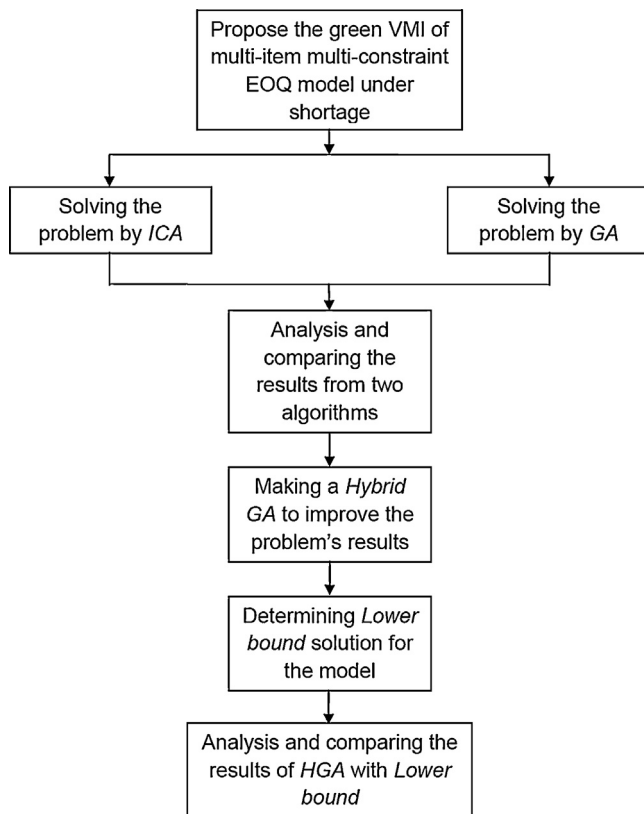 Propose the green VMI of
multi-item multi-constraint
EOQ model under
shortage
Solving the
problem by ICA
Solving the
problem by GA
Analysis and
comparing the
results from two
algorithms
Making a Hybrid
GA to improve the
problem's results
Determining Lower
bound solution for
the model
Analysis and comparing the
results of HGA with Lower
bound